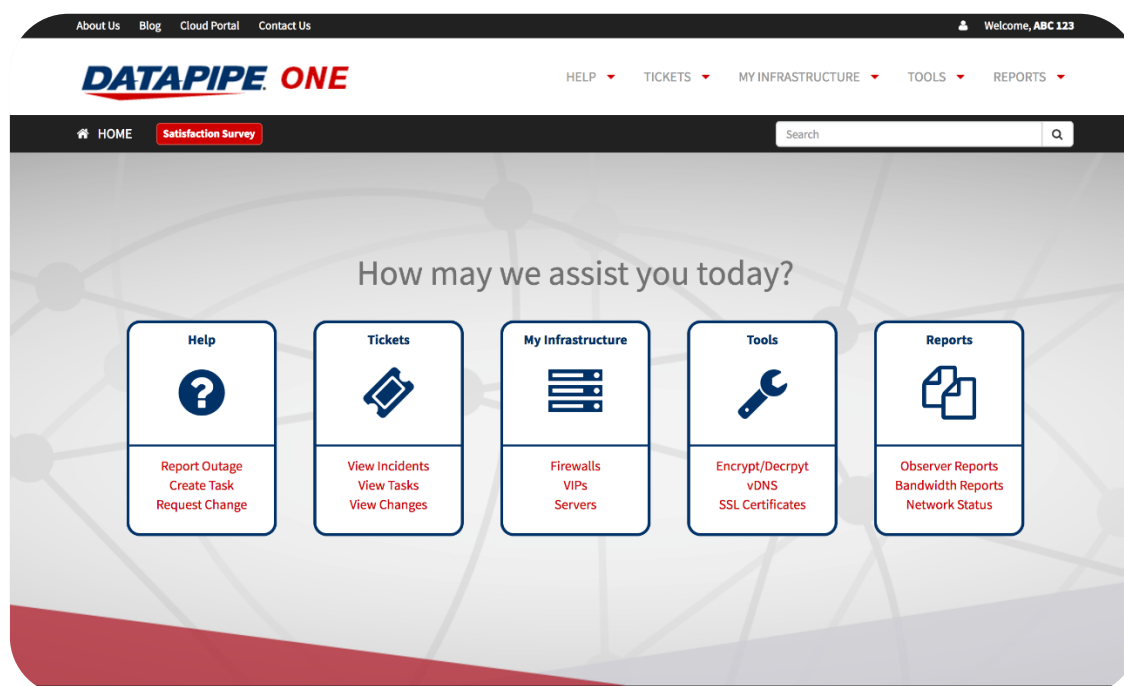 About Us Blog Cloud Portal Contact Us Welcome, ABC 123
DATAPIPE. ONE
HELP TICKETS MY INFRASTRUCTURE TOOLS REPORTS
HOME Satisfaction Survey Search
How may we assist you today?
Help
Report Outage
Create Task
Request Change
Tickets
View Incidents
View Tasks
View Changes
My Infrastructure
Firewalls
VIPs
Servers
Tools
Encrypt/Decrpyt
vDNS
SSL Certificates
Reports
Observer Reports
Bandwidth Reports
Network Status